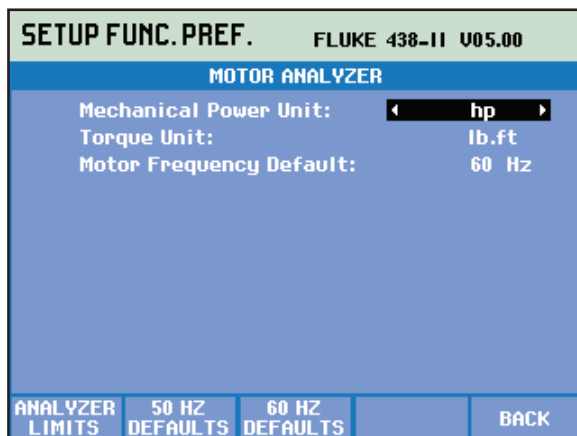 SETUP FUNC. PREF. FLUKE 438-II V05.00
MOTOR ANALYZER
Mechanical Power Unit: hp
Torque Unit: lb.ft
Motor Frequency Default: 60 Hz
ANALYZER LIMITS 50 HZ DEFAULTS 60 HZ DEFAULTS BACK